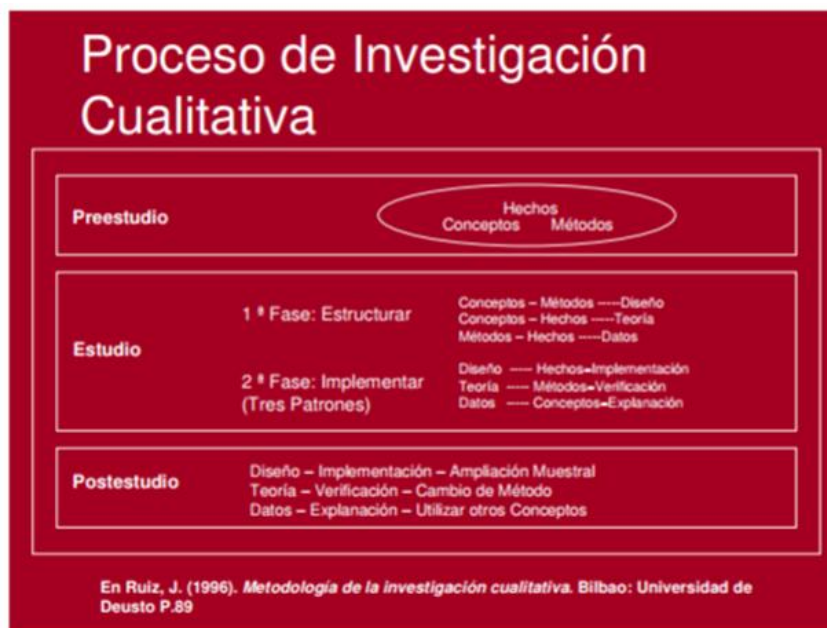 Proceso de Investigación
Cualitativa
Preestudio
Hechos
Conceptos Métodos
Estudio
1 ª Fase: Estructurar
Conceptos – Métodos -----Diseño
Conceptos – Hechos -----Teoría
Métodos – Hechos -----Datos
2 ª Fase: Implementar
(Tres Patrones)
Diseño ----- Hechos–Implementación
Teoría ----- Métodos–Verificación
Datos ----- Conceptos–Explanación
Postestudio
Diseño – Implementación – Ampliación Muestral
Teoría – Verificación – Cambio de Método
Datos – Explanación – Utilizar otros Conceptos
En Ruiz, J. (1996). Metodología de la investigación cualitativa. Bilbao: Universidad de
Deusto P.89